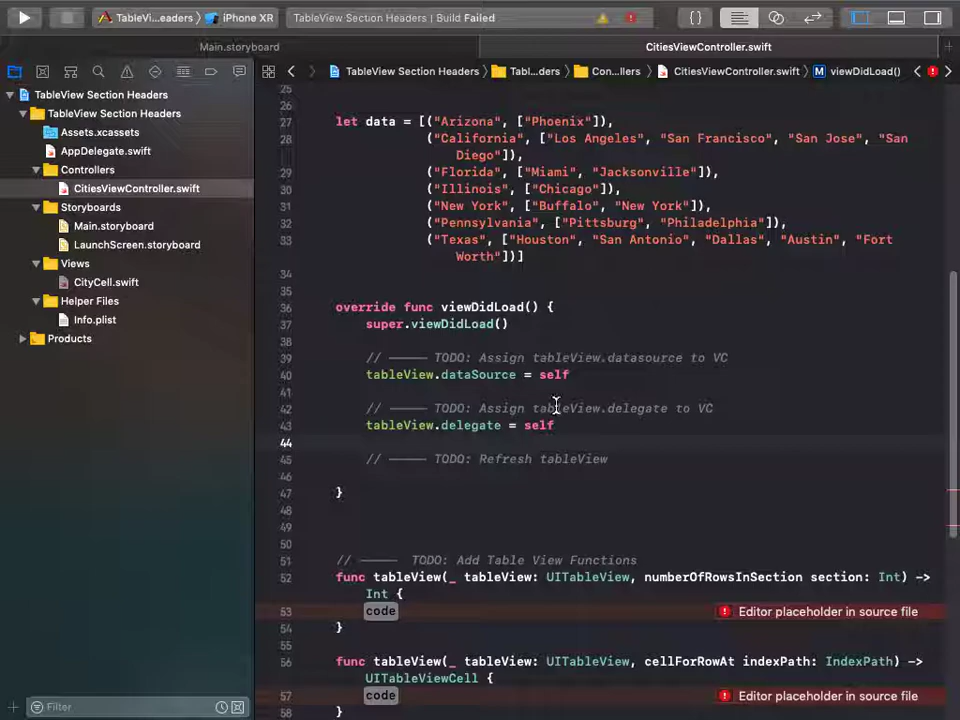 TableVi...eaders iPhone XR TableView Section Headers | Build Failed
Main.storyboard CitiesViewController.swift
TableView Section Headers Tabl...ders Con...llers CitiesViewController.swift M viewDidLoad()
TableView Section Headers
TableView Section Headers
Assets.xcassets
AppDelegate.swift
Controllers
CitiesViewController.swift
Storyboards
Main.storyboard
LaunchScreen.storyboard
Views
CityCell.swift
Helper Files
Info.plist
Products
Filter
25
26
27 let data = [("Arizona", ["Phoenix"]),
28 ("California", ["Los Angeles", "San Francisco", "San Jose", "San
Diego"]),
29 ("Florida", ["Miami", "Jacksonville"]),
30 ("Illinois", ["Chicago"]),
31 ("New York", ["Buffalo", "New York"]),
32 ("Pennsylvania", ["Pittsburg", "Philadelphia"]),
33 ("Texas", ["Houston", "San Antonio", "Dallas", "Austin", "Fort
Worth"])]
34
35
36 override func viewDidLoad() {
37 super.viewDidLoad()
38
39 // ––––– TODO: Assign tableView.datasource to VC
40 tableView.dataSource = self
41
42 // ––––– TODO: Assign tableView.delegate to VC
43 tableView.delegate = self
44
45 // ––––– TODO: Refresh tableView
46
47 }
48
49
50
51 // ––––– TODO: Add Table View Functions
52 func tableView(_ tableView: UITableView, numberOfRowsInSection section: Int) ->
Int {
53 code Editor placeholder in source file
54 }
55
56 func tableView(_ tableView: UITableView, cellForRowAt indexPath: IndexPath) ->
UITableViewCell {
57 code Editor placeholder in source file
58 }